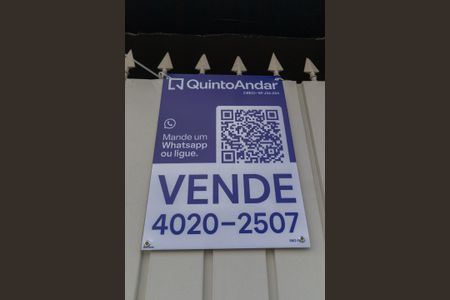 QuintoAndar
Mande um
Whatsapp
ou ligue.
VENDE
4020-2507